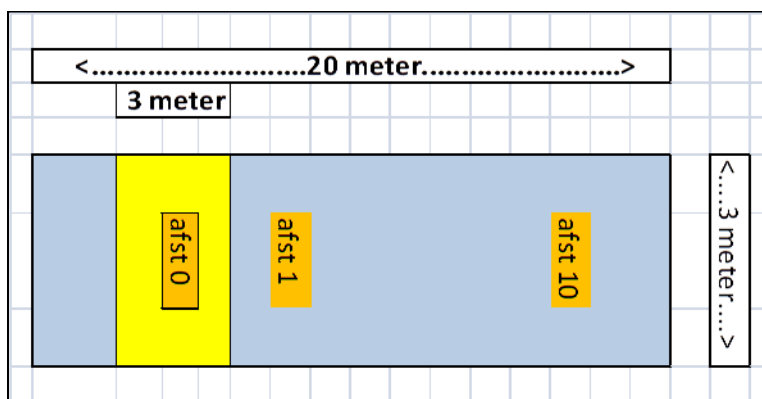 <..............................20 meter............................>
3 meter
afst 0
afst 1
afst 10
<....3 meter....>